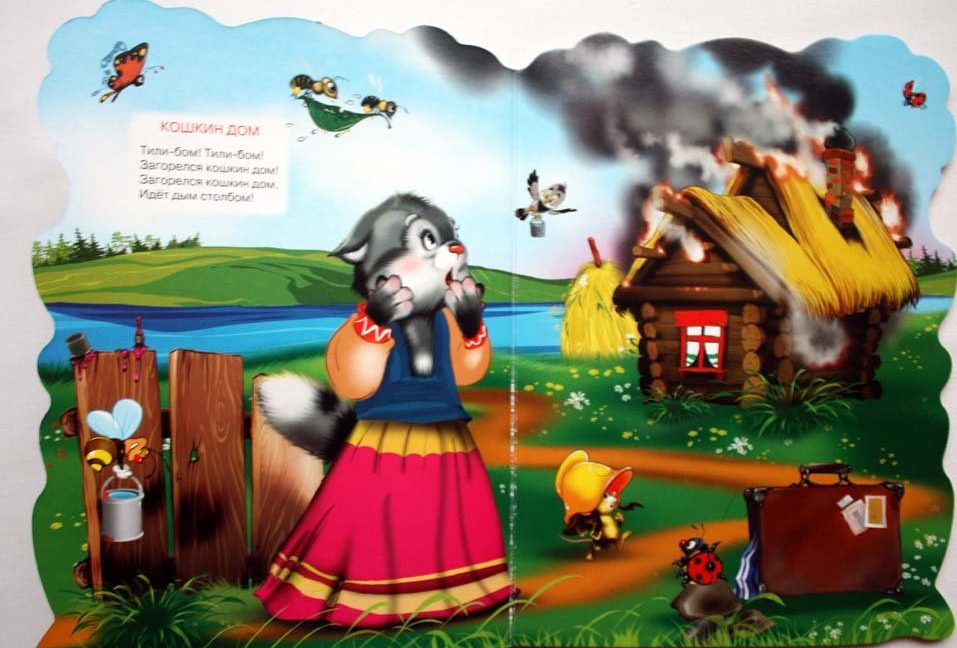 КОШКИН ДОМ
Тили-бом! Тили-бом!
Загорелся кошкин дом!
Загорелся кошкин дом,
Идёт дым столбом!